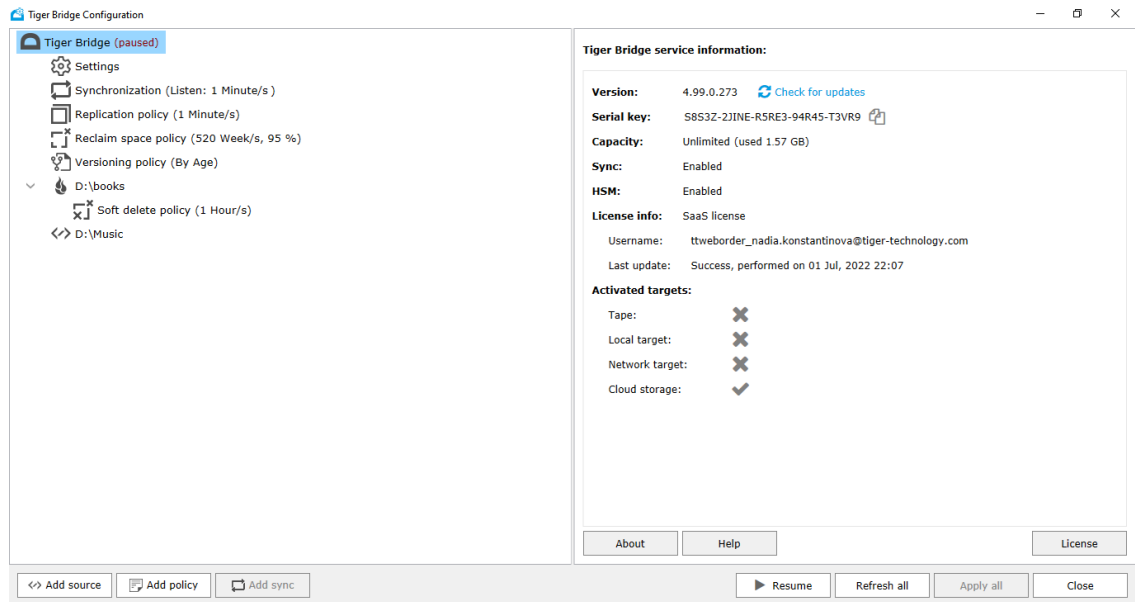 Tiger Bridge Configuration
Tiger Bridge (paused)
Settings
Synchronization (Listen: 1 Minute/s )
Replication policy (1 Minute/s)
Reclaim space policy (520 Week/s, 95 %)
Versioning policy (By Age)
D:\books
Soft delete policy (1 Hour/s)
D:\Music
Tiger Bridge service information:
Version: 4.99.0.273 Check for updates
Serial key: S8S3Z-2JINE-R5RE3-94R45-T3VR9
Capacity: Unlimited (used 1.57 GB)
Sync: Enabled
HSM: Enabled
License info: SaaS license
Username: ttweborder_nadia.konstantinova@tiger-technology.com
Last update: Success, performed on 01 Jul, 2022 22:07
Activated targets:
Tape:
Local target:
Network target:
Cloud storage:
About Help License
Add source Add policy Add sync Resume Refresh all Apply all Close